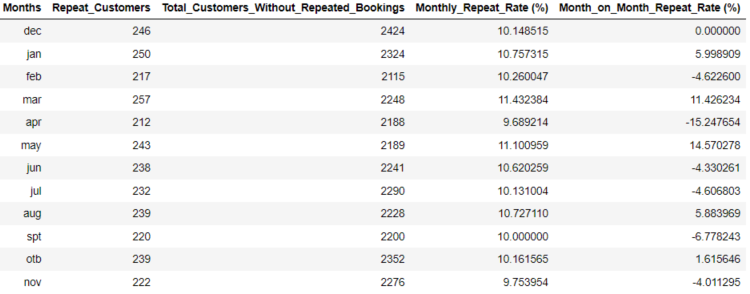 Months Repeat_Customers Total_Customers_Without_Repeated_Bookings Monthly_Repeat_Rate (%) Month_on_Month_Repeat_Rate (%)
dec 246 2424 10.148515 0.000000
jan 250 2324 10.757315 5.998909
feb 217 2115 10.260047 -4.622600
mar 257 2248 11.432384 11.426234
apr 212 2188 9.689214 -15.247654
may 243 2189 11.100959 14.570278
jun 238 2241 10.620259 -4.330261
jul 232 2290 10.131004 -4.606803
aug 239 2228 10.727110 5.883969
spt 220 2200 10.000000 -6.778243
otb 239 2352 10.161565 1.615646
nov 222 2276 9.753954 -4.011295